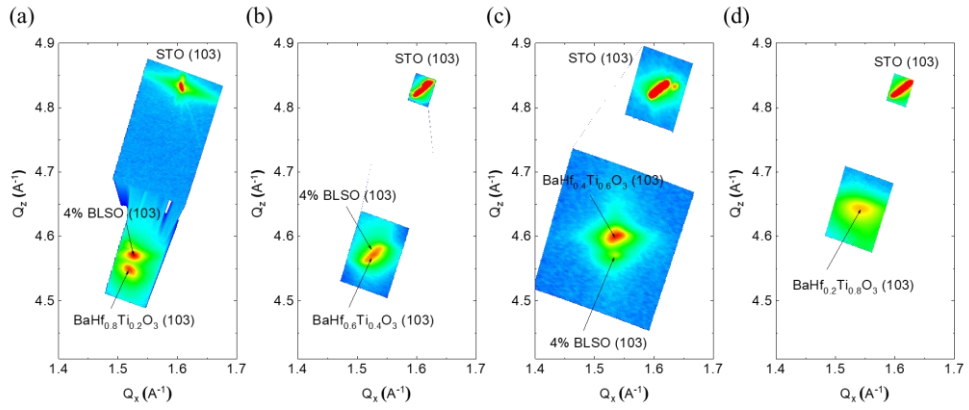 (a)
(b)
(c)
(d)
4.9
4.8
4.7
4.6
4.5
Q_z (A⁻¹)
STO (103)
4% BLSO (103)
BaHf₀.₈Ti₀.₂O₃ (103)
1.4 1.5 1.6 1.7
Q_x (A⁻¹)
4.9
4.8
4.7
4.6
4.5
Q_z (A⁻¹)
STO (103)
4% BLSO (103)
BaHf₀.₆Ti₀.₄O₃ (103)
1.4 1.5 1.6 1.7
Q_x (A⁻¹)
4.9
4.8
4.7
4.6
4.5
Q_z (A⁻¹)
STO (103)
BaHf₀.₄Ti₀.₆O₃ (103)
4% BLSO (103)
1.4 1.5 1.6 1.7
Q_x (A⁻¹)
4.9
4.8
4.7
4.6
4.5
Q_z (A⁻¹)
STO (103)
BaHf₀.₂Ti₀.₈O₃ (103)
1.4 1.5 1.6 1.7
Q_x (A⁻¹)